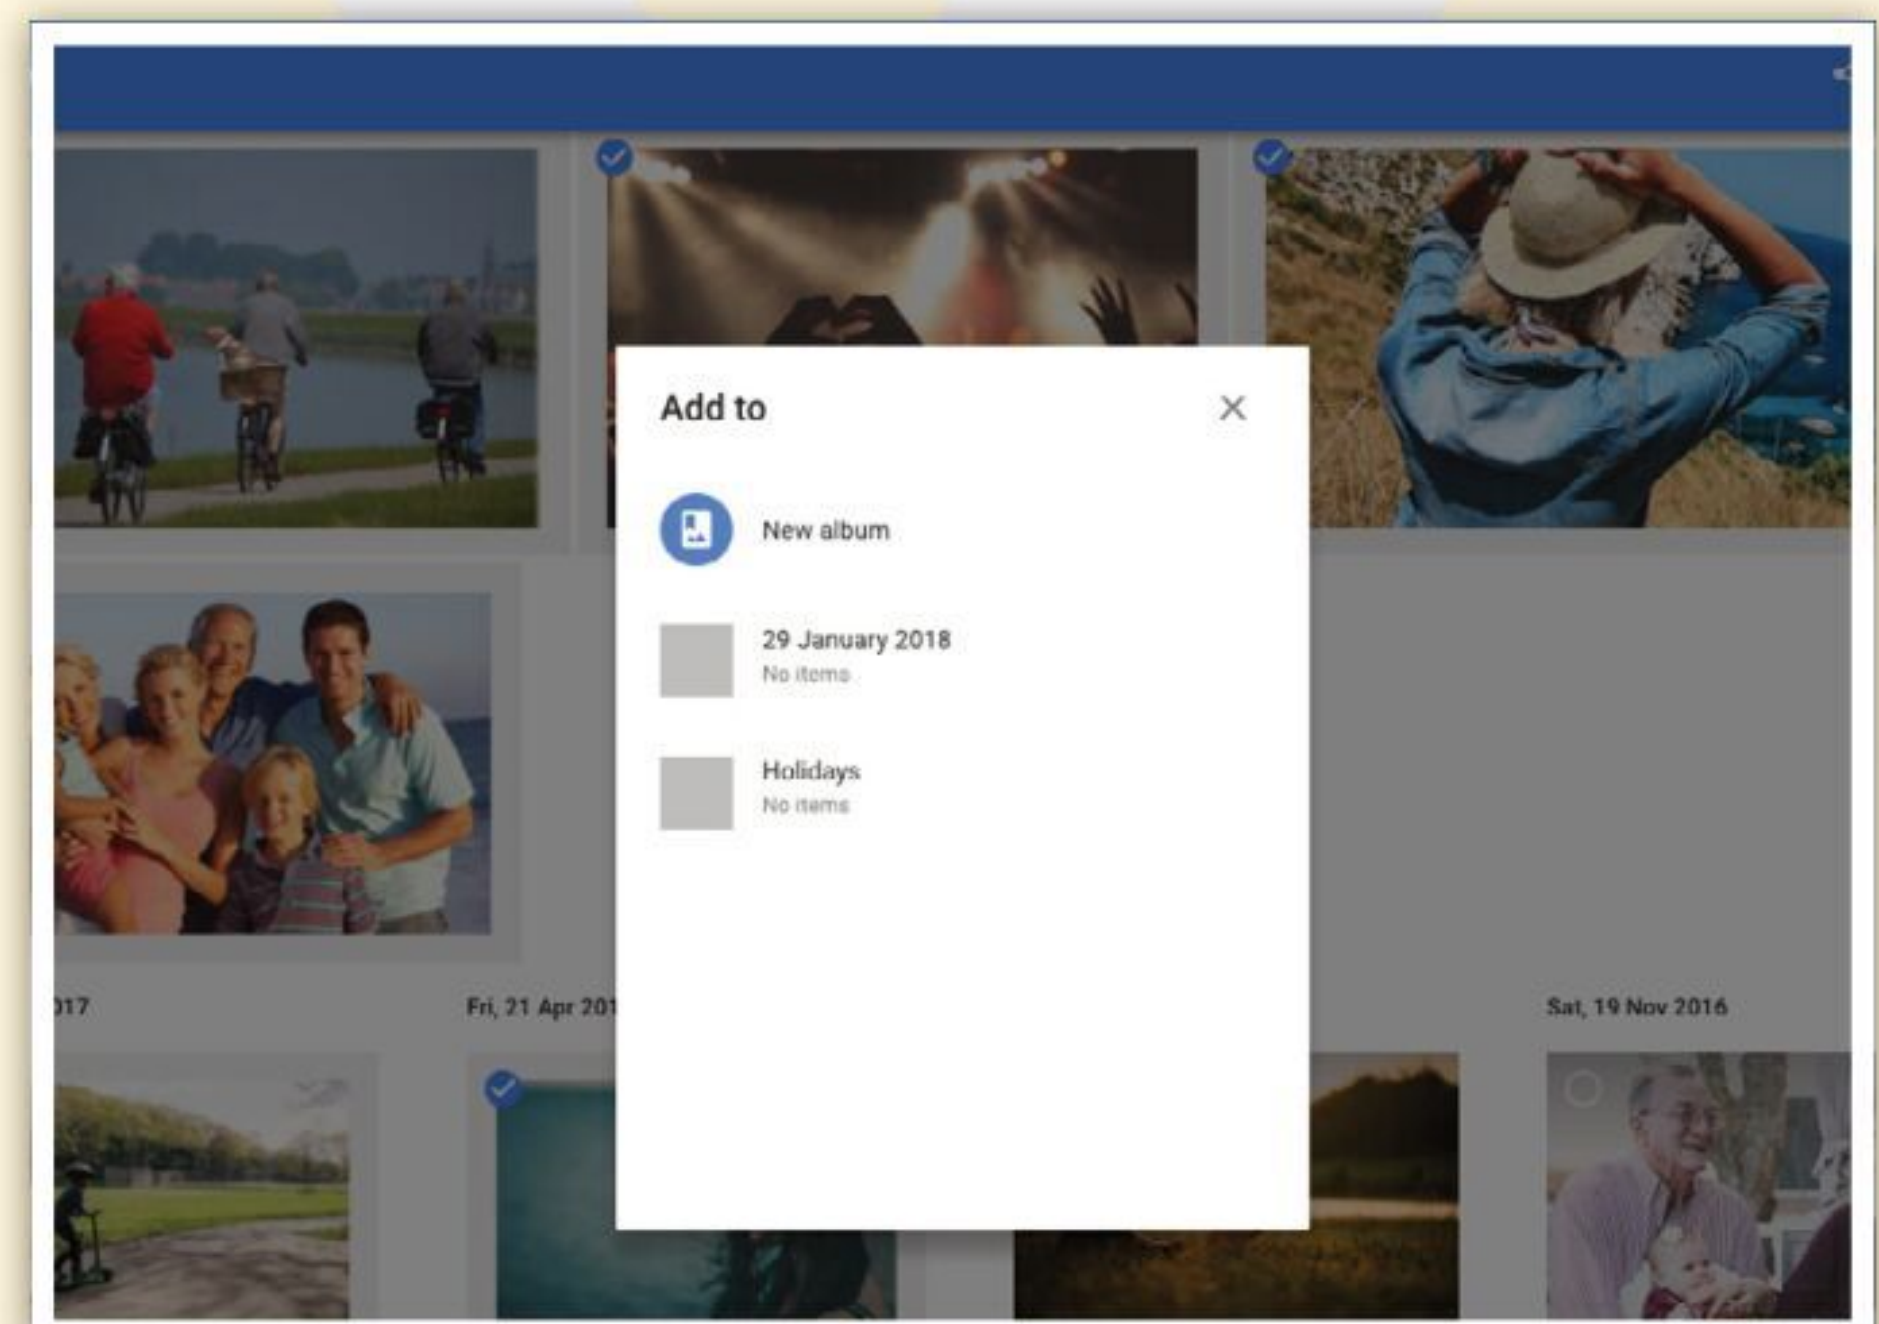 Add to
New album
29 January 2018
No items
Holidays
No items
017
Fri, 21 Apr 201
Sat, 19 Nov 2016